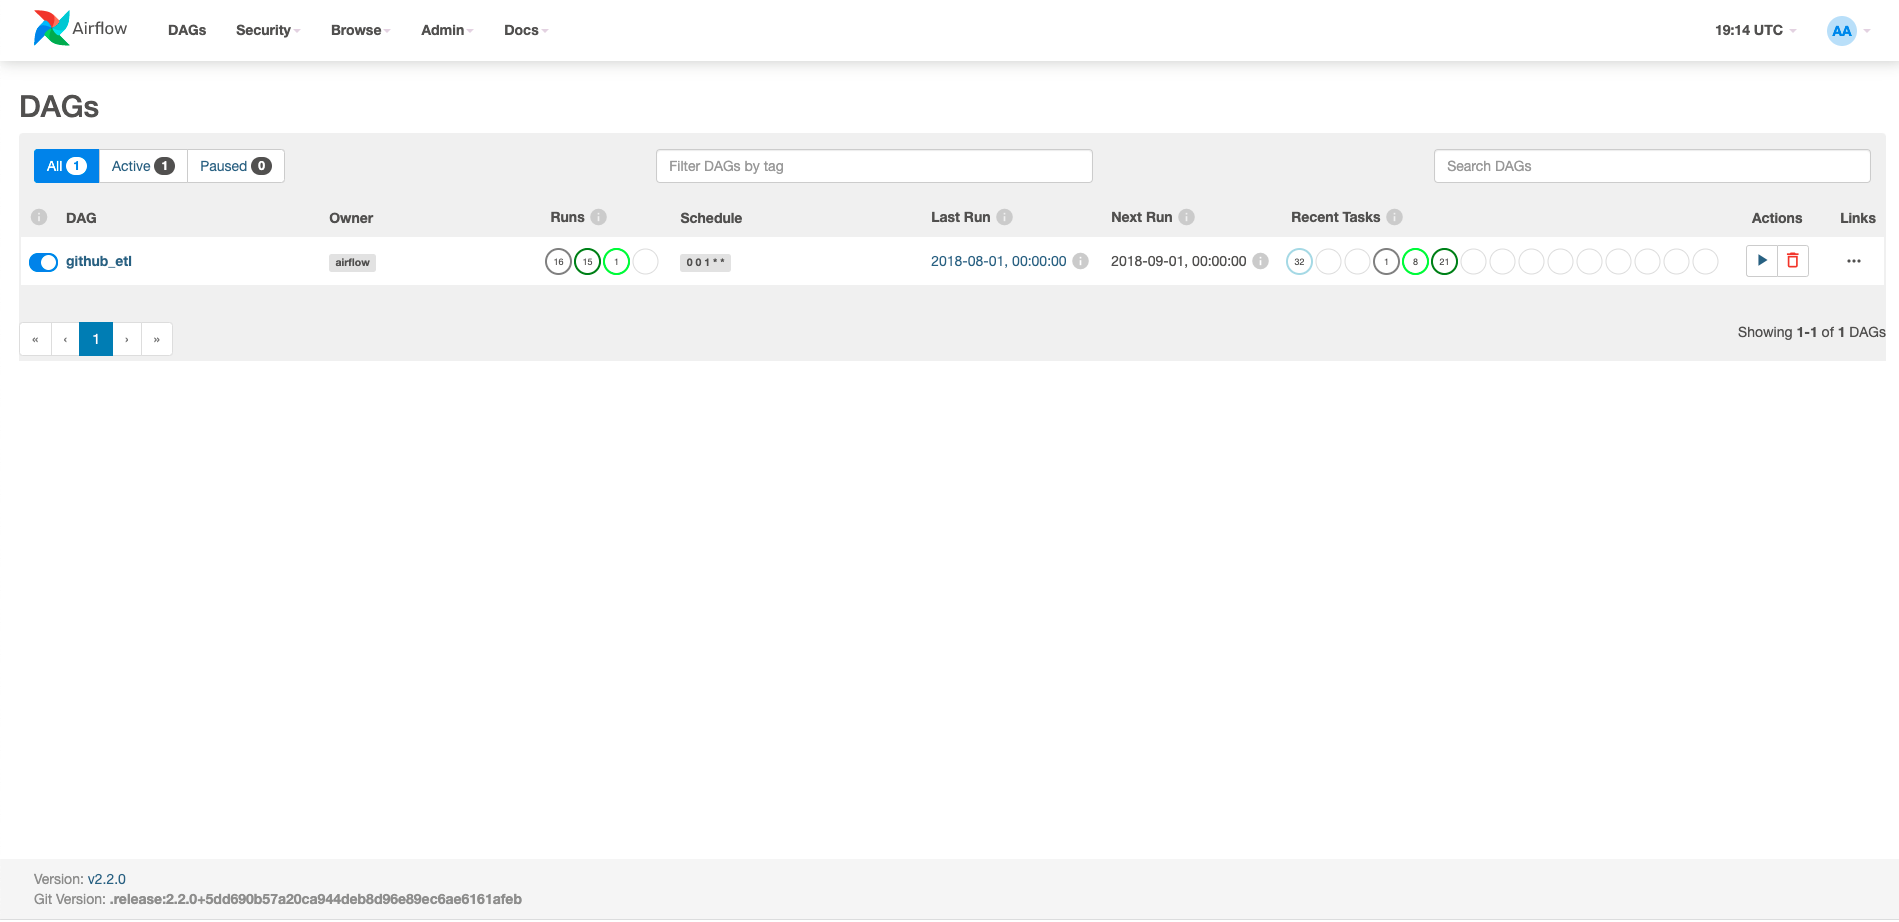 Airflow DAGs Security Browse Admin Docs 19:14 UTC AA
DAGs
All 1 Active 1 Paused 0 Filter DAGs by tag Search DAGs
DAG Owner Runs Schedule Last Run Next Run Recent Tasks Actions Links
github_etl airflow 16 15 1 0 0 1 * * 2018-08-01, 00:00:00 2018-09-01, 00:00:00 32 1 8 21 ...
« ‹ 1 › » Showing 1-1 of 1 DAGs
Version: v2.2.0
Git Version: .release:2.2.0+5dd690b57a20ca944deb8d96e89ec6ae6161afeb